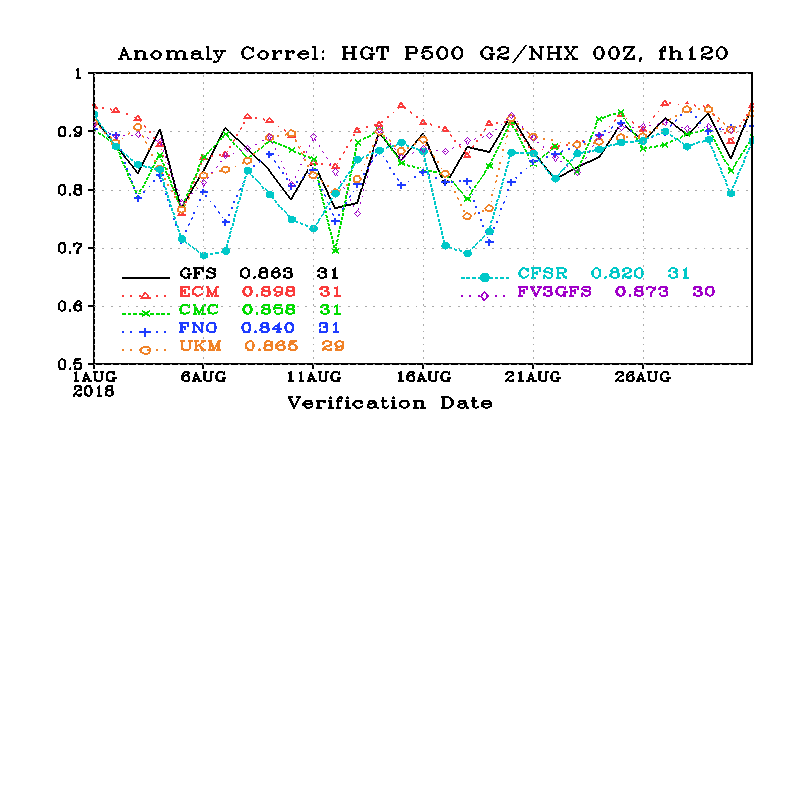 Anomaly Correl: HGT P500 G2/NHX 00Z, fh120
1
0.9
0.8
0.7
0.6
0.5
GFS 0.863 31
ECM 0.898 31
CMC 0.858 31
FNO 0.840 31
UKM 0.865 29
CFSR 0.820 31
FV3GFS 0.873 30
1AUG 6AUG 11AUG 16AUG 21AUG 26AUG
2018
Verification Date